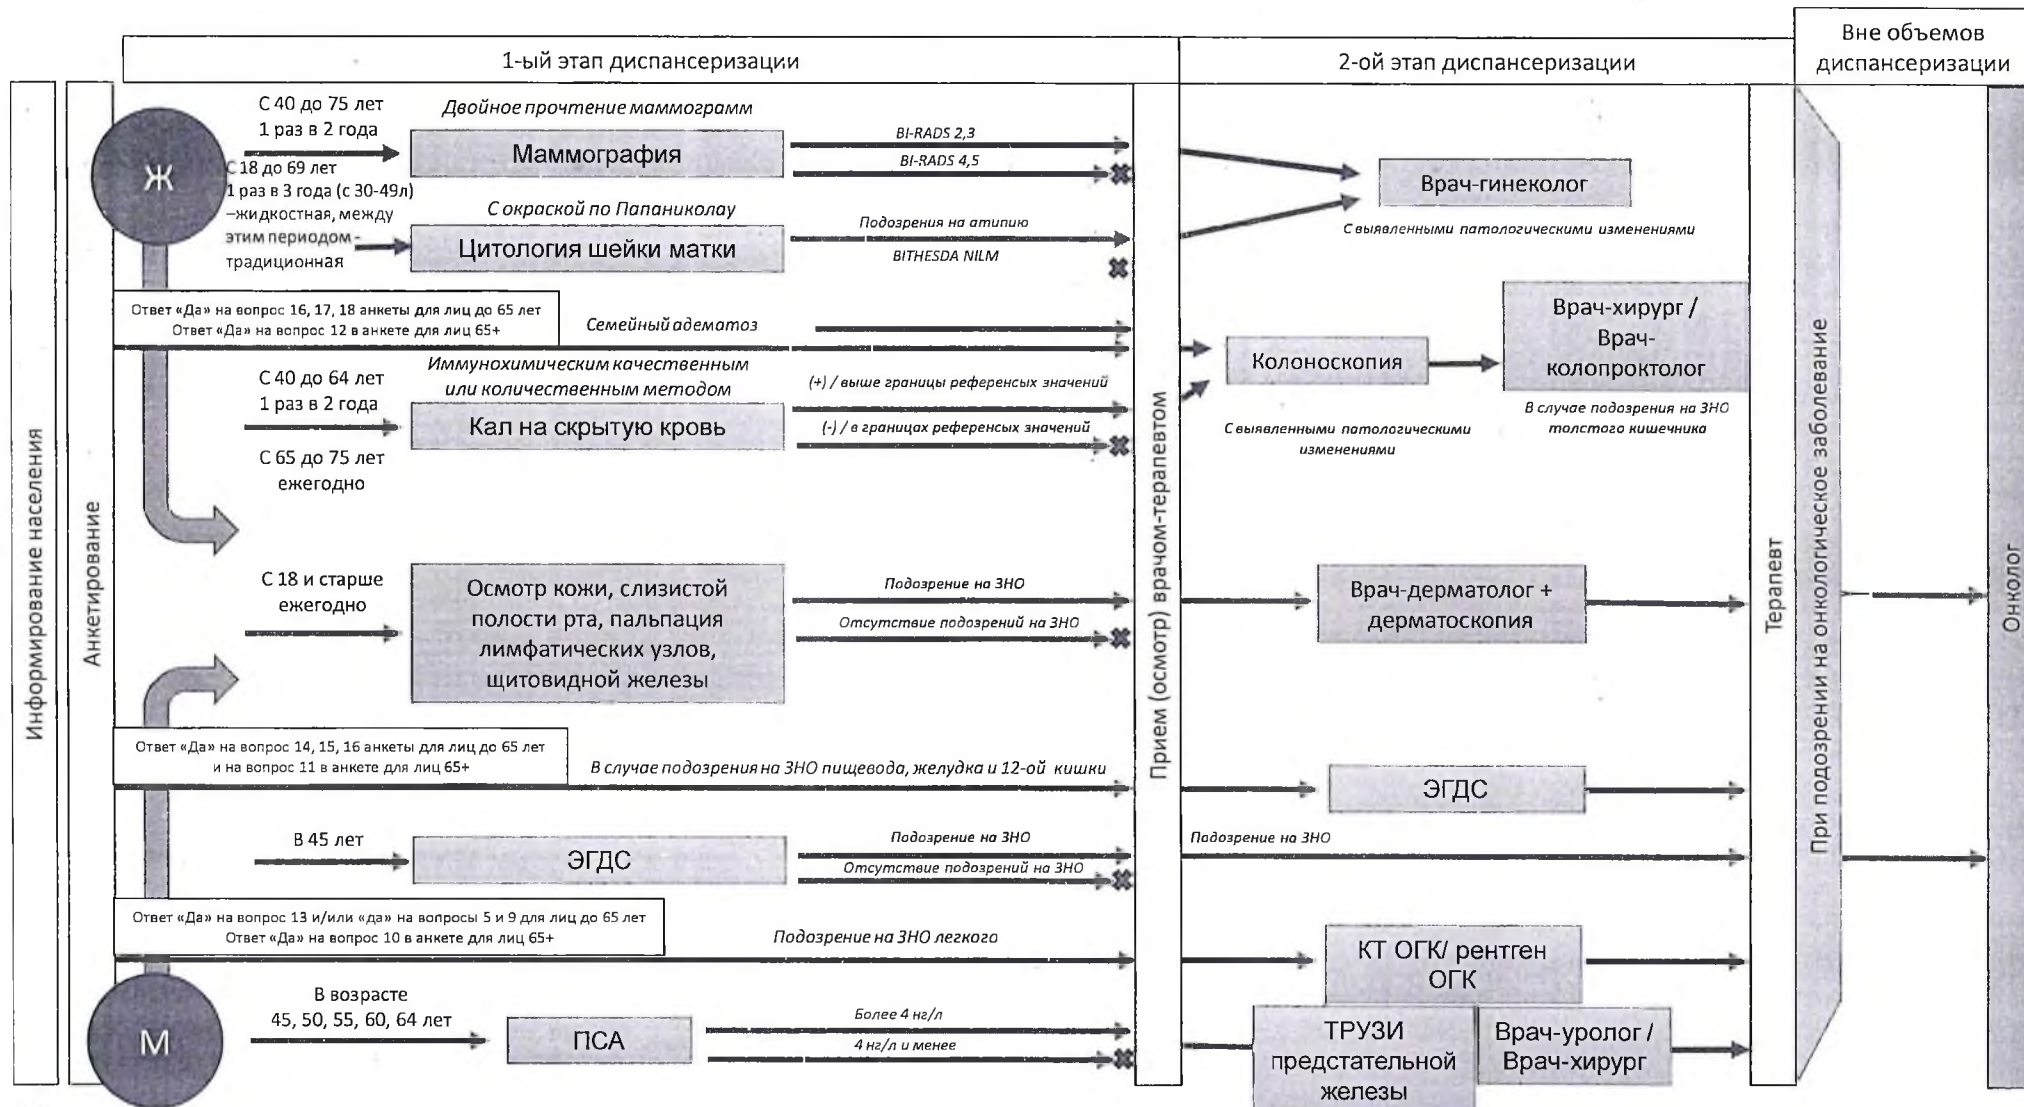 Вне объемов
диспансеризации
1-ый этап диспансеризации
2-ой этап диспансеризации
Информирование населения
Анкетирование
Ж
С 40 до 75 лет
1 раз в 2 года
Двойное прочтение маммограмм
Маммография
BI-RADS 2,3
BI-RADS 4,5
С 18 до 69 лет
1 раз в 3 года (с 30-49л)
–жидкостная, между
этим периодом-
традиционная
С окраской по Папаниколау
Цитология шейки матки
Подозрения на атипию
BITHESDA NILM
Врач-гинеколог
С выявленными патологическими изменениями
Ответ «Да» на вопрос 16, 17, 18 анкеты для лиц до 65 лет
Ответ «Да» на вопрос 12 в анкете для лиц 65+
Семейный адематоз
Иммунохимическим качественным
или количественным методом
С 40 до 64 лет
1 раз в 2 года
Кал на скрытую кровь
(+) / выше границы референсых значений
(-) / в границах референсых значений
С 65 до 75 лет
ежегодно
Колоноскопия
С выявленными патологическими
изменениями
Врач-хирург /
Врач-
колопроктолог
В случае подозрения на ЗНО
толстого кишечника
Прием (осмотр) врачом-терапевтом
Терапевт
При подозрении на онкологическое заболевание
Онколог
С 18 и старше
ежегодно
Осмотр кожи, слизистой
полости рта, пальпация
лимфатических узлов,
щитовидной железы
Подозрение на ЗНО
Отсутствие подозрений на ЗНО
Врач-дерматолог +
дерматоскопия
Ответ «Да» на вопрос 14, 15, 16 анкеты для лиц до 65 лет
и на вопрос 11 в анкете для лиц 65+
В случае подозрения на ЗНО пищевода, желудка и 12-ой кишки
ЭГДС
В 45 лет
ЭГДС
Подозрение на ЗНО
Отсутствие подозрений на ЗНО
Подозрение на ЗНО
Ответ «Да» на вопрос 13 и/или «да» на вопросы 5 и 9 для лиц до 65 лет
Ответ «Да» на вопрос 10 в анкете для лиц 65+
Подозрение на ЗНО легкого
КТ ОГК/ рентген
ОГК
М
В возрасте
45, 50, 55, 60, 64 лет
ПСА
Более 4 нг/л
4 нг/л и менее
ТРУЗИ
предстательной
железы
Врач-уролог /
Врач-хирург